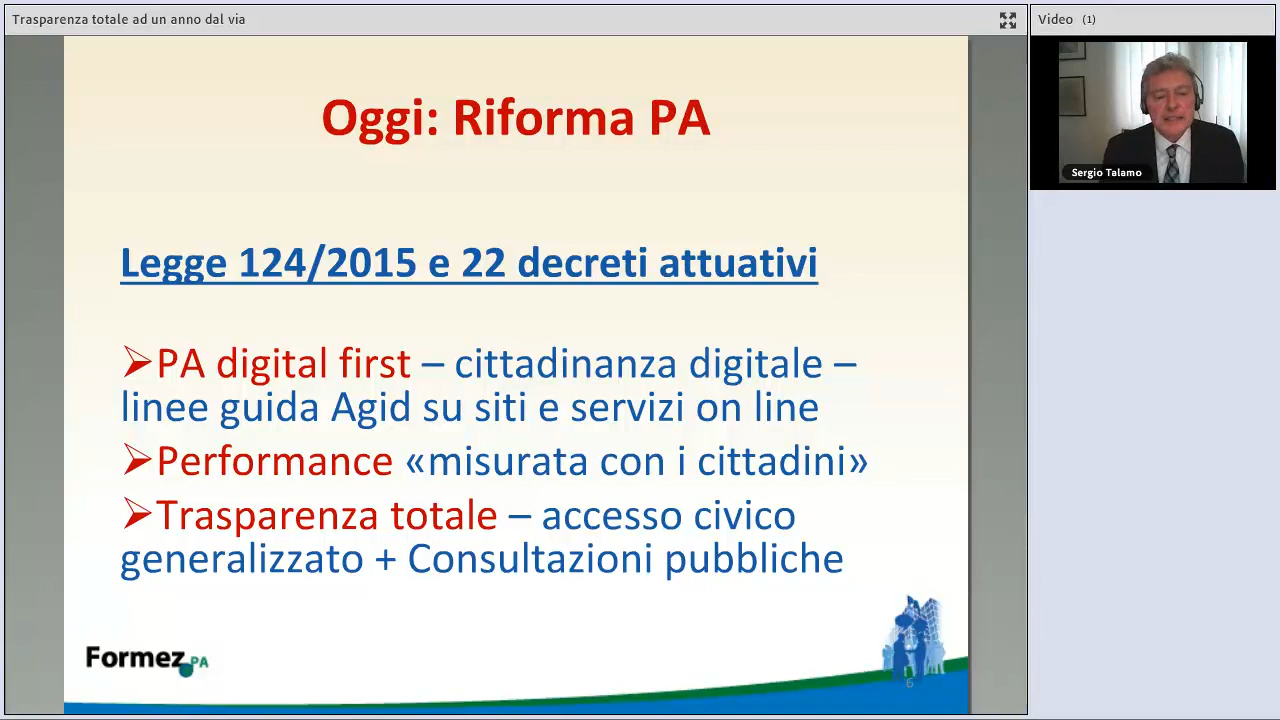 Trasparenza totale ad un anno dal via
Video (1)
Sergio Talamo
Oggi: Riforma PA
Legge 124/2015 e 22 decreti attuativi
➢PA digital first – cittadinanza digitale –
linee guida Agid su siti e servizi on line
➢Performance «misurata con i cittadini»
➢Trasparenza totale – accesso civico
generalizzato + Consultazioni pubbliche
Formez PA
6